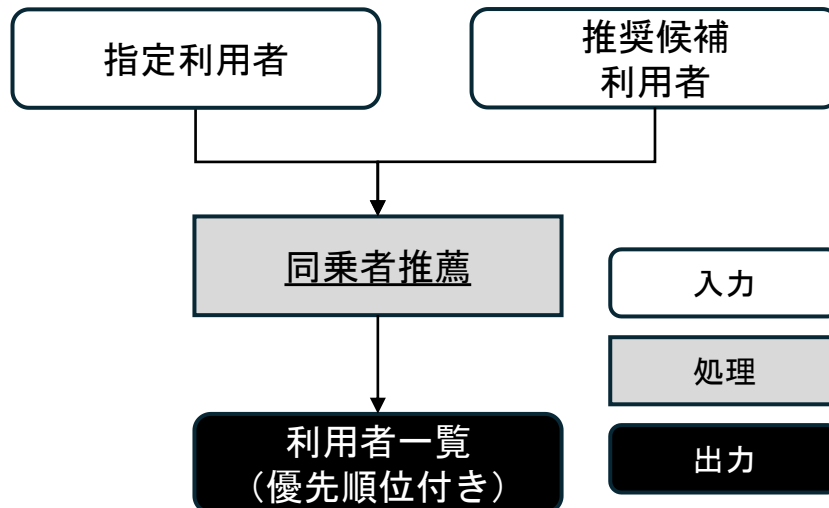 指定利用者
推奨候補
利用者
同乗者推薦
利用者一覧
(優先順位付き)
入力
処理
出力